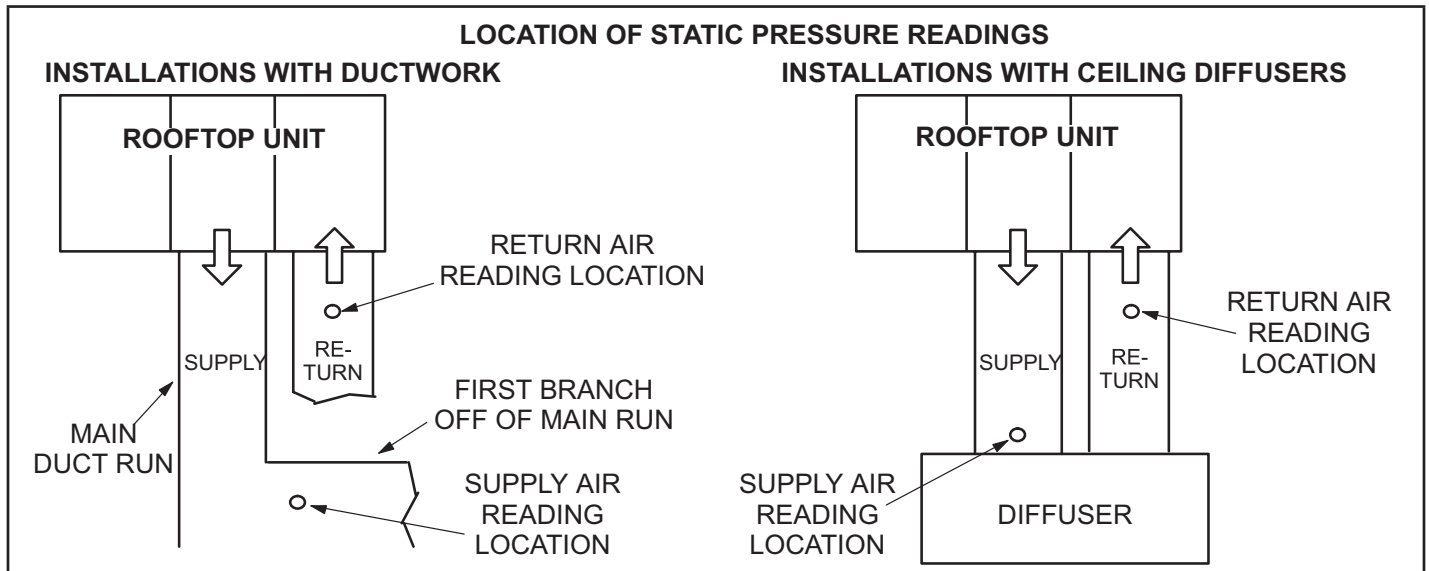 LOCATION OF STATIC PRESSURE READINGS
INSTALLATIONS WITH DUCTWORK
ROOFTOP UNIT
RETURN AIR
READING LOCATION
SUPPLY
RE-
TURN
FIRST BRANCH
OFF OF MAIN RUN
MAIN
DUCT RUN
SUPPLY AIR
READING
LOCATION
INSTALLATIONS WITH CEILING DIFFUSERS
ROOFTOP UNIT
RETURN AIR
READING
LOCATION
SUPPLY
RE-
TURN
SUPPLY AIR
READING
LOCATION
DIFFUSER